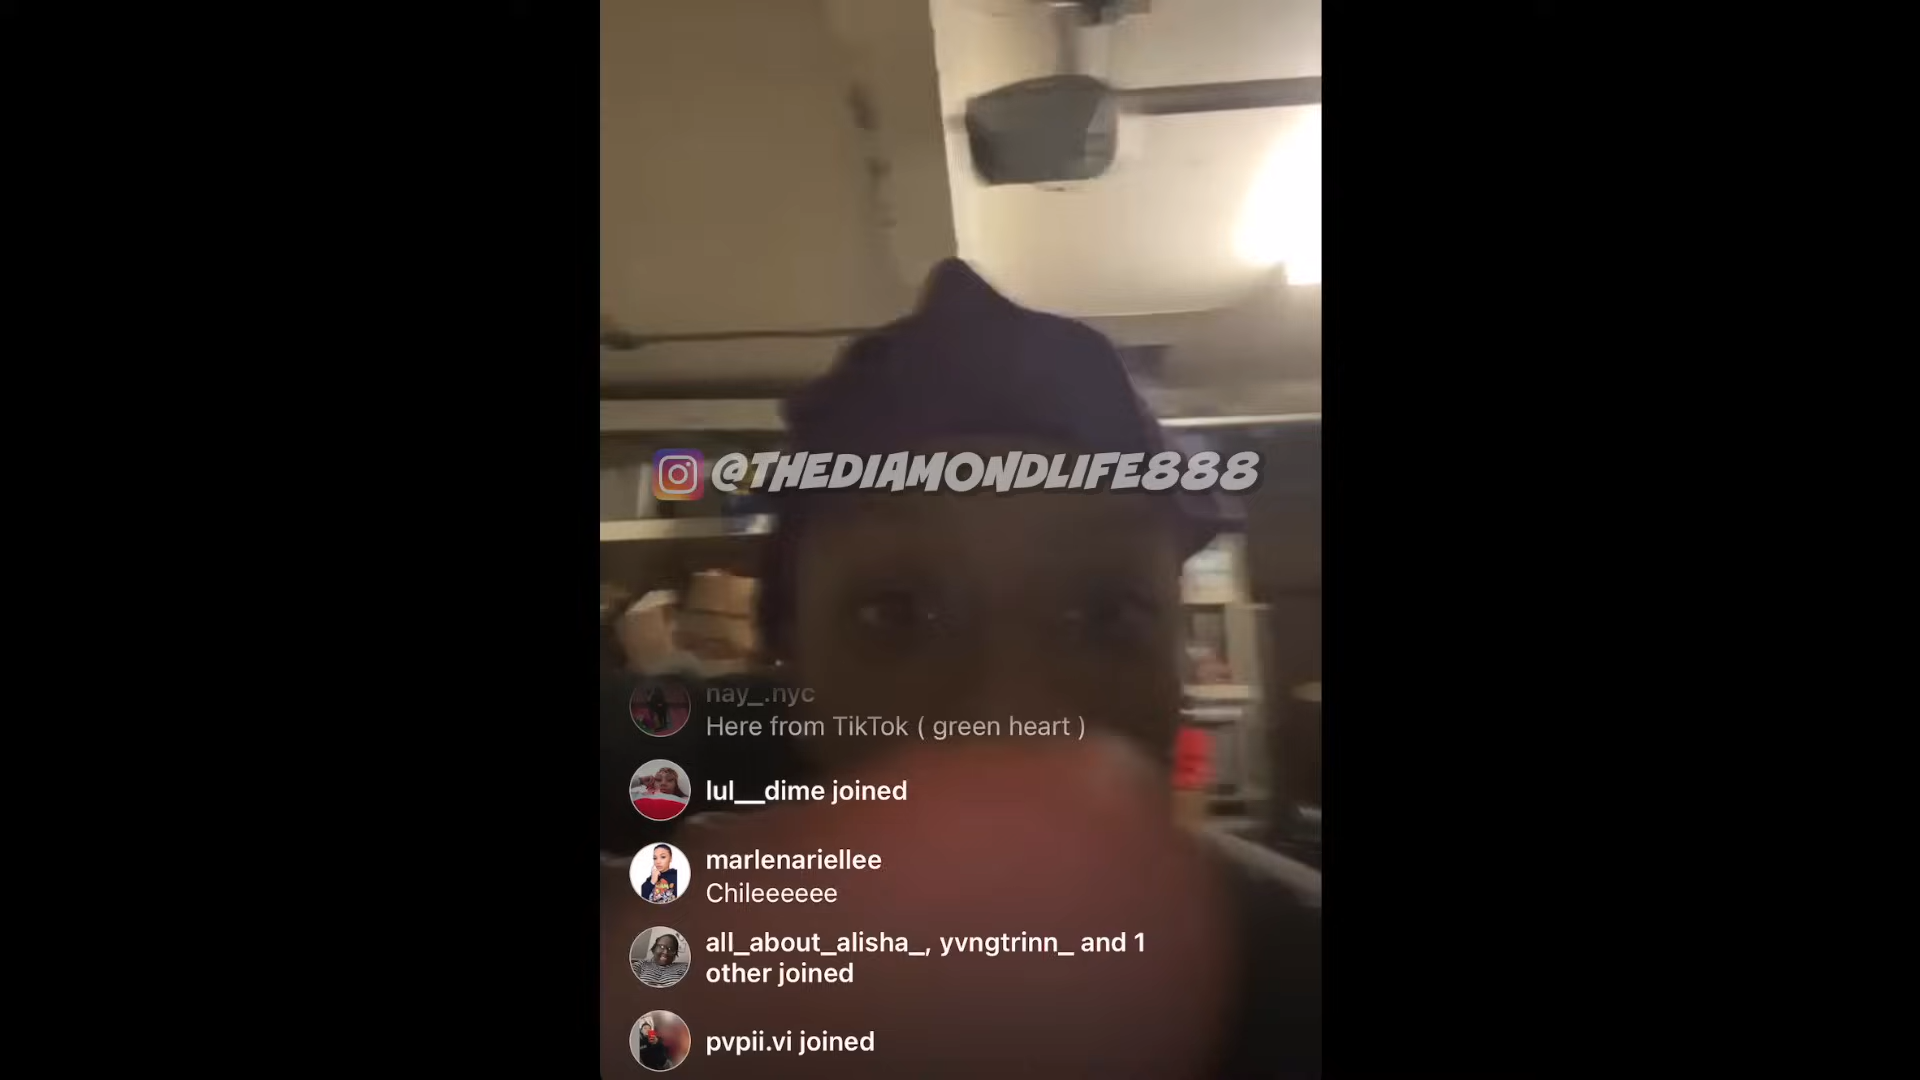 @THEDIAMONDLIFE888
nay_.nyc
Here from TikTok ( green heart )
lul__dime joined
marlenariellee
Chileeeeee
all_about_alisha_, yvngtrinn_ and 1
other joined
pvpii.vi joined